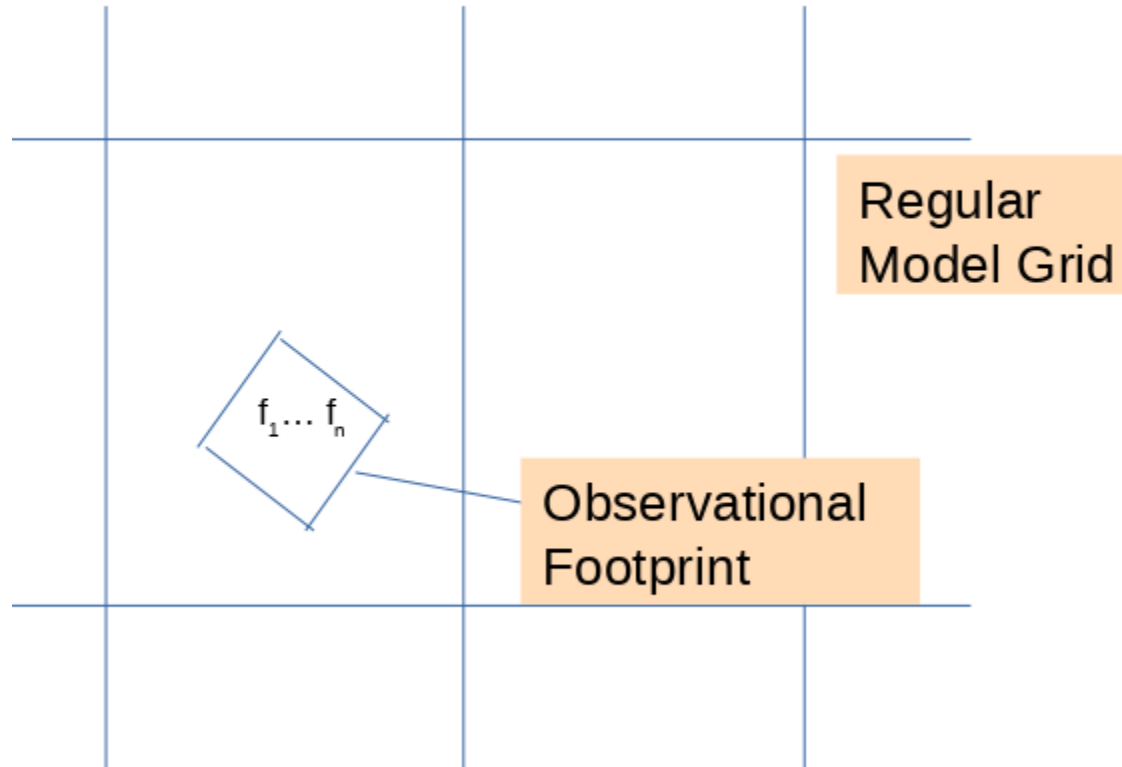 Regular
Model Grid
f₁... fₙ
Observational
Footprint